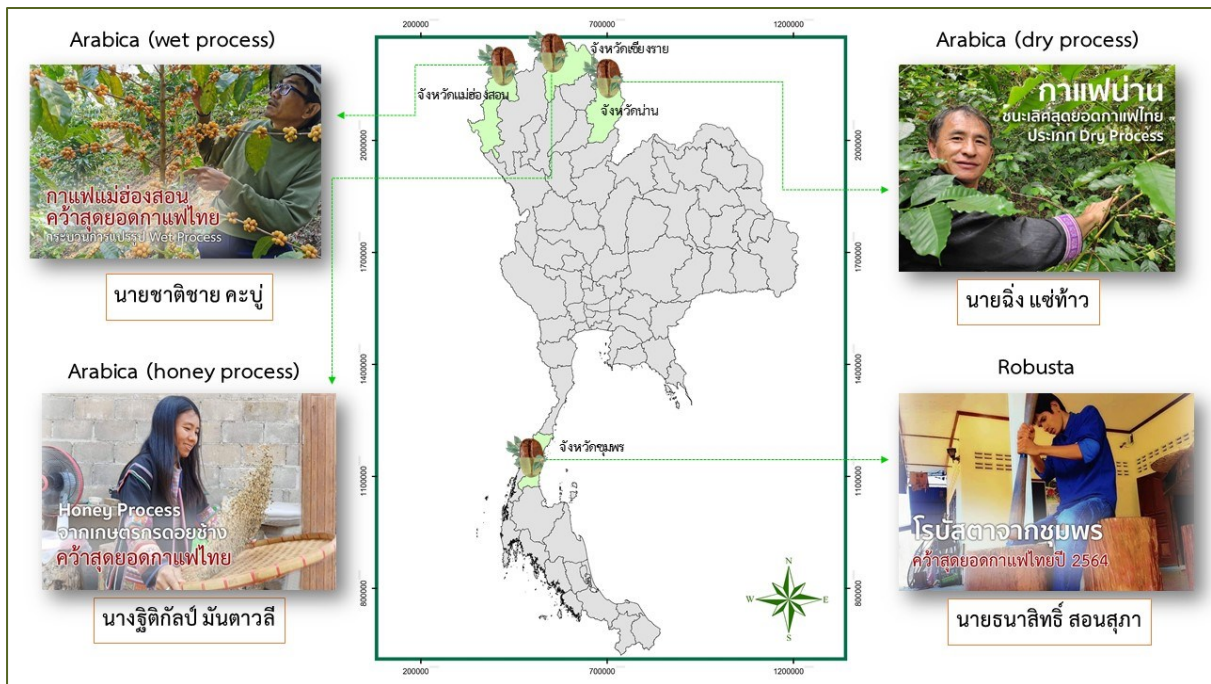 Arabica (wet process)
กาแฟแม่ฮ่องสอน
คว้าสุดยอดกาแฟไทย
กระบวนการแปรรูป Wet Process
นายชาติชาย คะบู่
Arabica (honey process)
Honey Process
จากเกษตรกรดอยช้าง
คว้าสุดยอดกาแฟไทย
นางฐิติกัลป์ มันตาวลี
200000
700000
1200000
จังหวัดเชียงราย
จังหวัดแม่ฮ่องสอน
จังหวัดน่าน
จังหวัดชุมพร
2000000
1700000
1400000
1100000
800000
2000000
1700000
1400000
1100000
800000
N
W
E
S
200000
700000
1200000
Arabica (dry process)
กาแฟน่าน
ชนะเลิศสุดยอดกาแฟไทย
ประเภท Dry Process
นายฉิ่ง แซ่ท้าว
Robusta
โรบัสตาจากชุมพร
คว้าสุดยอดกาแฟไทยปี 2564
นายธนาสิทธิ์ สอนสุภา